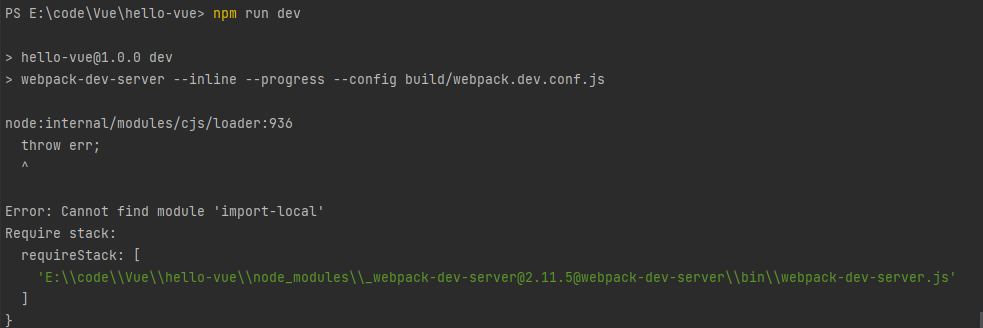 PS E:\code\Vue\hello-vue> npm run dev
> hello-vue@1.0.0 dev
> webpack-dev-server --inline --progress --config build/webpack.dev.conf.js
node:internal/modules/cjs/loader:936
  throw err;
  ^
Error: Cannot find module 'import-local'
Require stack:
  requireStack: [
    'E:\\code\\Vue\\hello-vue\\node_modules\\_webpack-dev-server@2.11.5@webpack-dev-server\\bin\\webpack-dev-server.js'
  ]
}